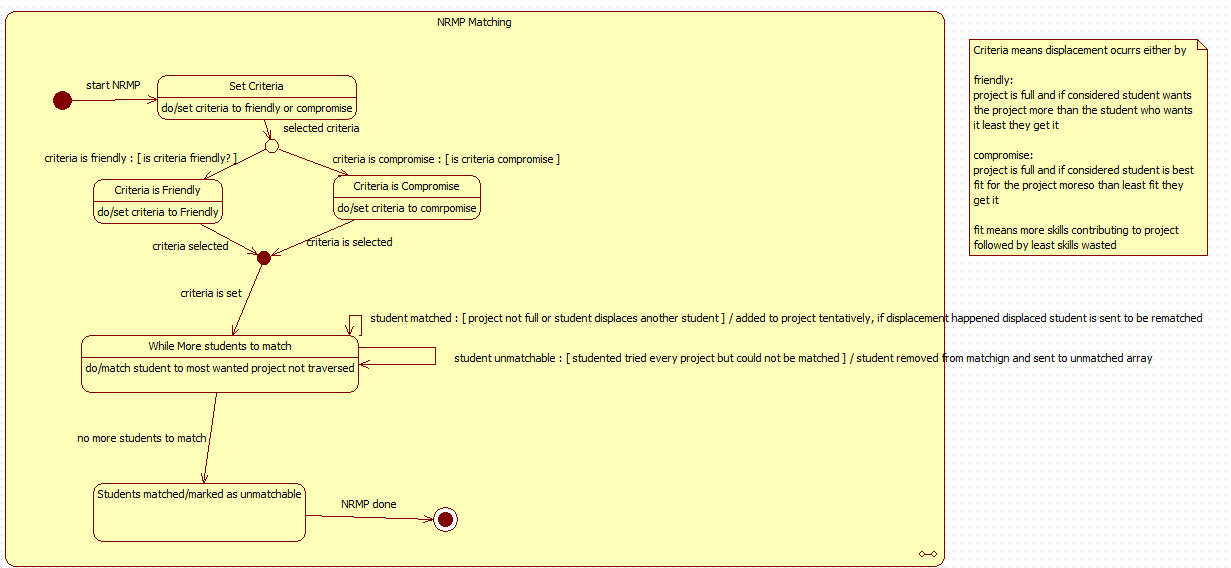 NRMP Matching
Criteria means displacement ocurrs either by
friendly:
project is full and if considered student wants
the project more than the student who wants
it least they get it
compromise:
project is full and if considered student is best
fit for the project moreso than least fit they
get it
fit means more skills contributing to project
followed by least skills wasted
start NRMP
Set Criteria
do/set criteria to friendly or compromise
selected criteria
criteria is friendly : [ is criteria friendly? ]
criteria is compromise : [ is criteria compromise ]
Criteria is Friendly
do/set criteria to Friendly
Criteria is Compromise
do/set criteria to comrpomise
criteria selected
criteria is selected
criteria is set
student matched : [ project not full or student displaces another student ] / added to project tentatively, if displacement happened displaced student is sent to be rematched
While More students to match
do/match student to most wanted project not traversed
student unmatchable : [ studented tried every project but could not be matched ] / student removed from matchign and sent to unmatched array
no more students to match
Students matched/marked as unmatchable
NRMP done